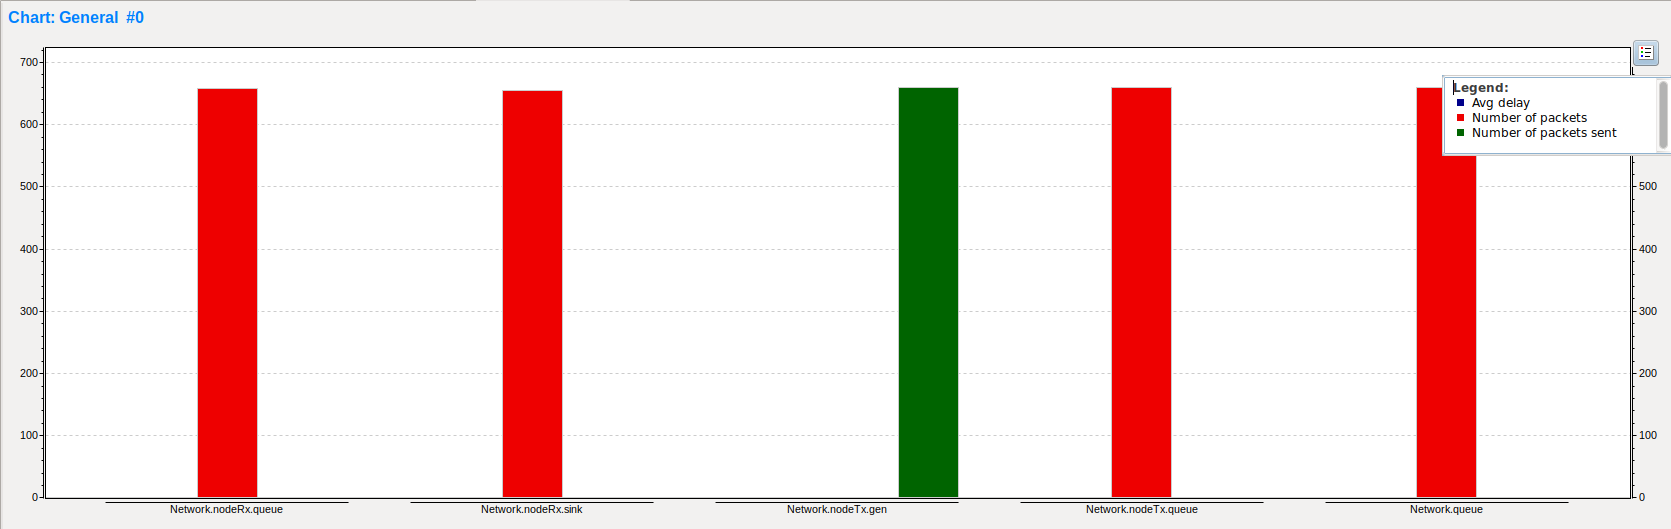 Chart: General #0
700
600
500
400
300
200
100
0
Legend:
Avg delay
Number of packets
Number of packets sent
500
400
300
200
100
0
Network.nodeRx.queue
Network.nodeRx.sink
Network.nodeTx.gen
Network.nodeTx.queue
Network.queue